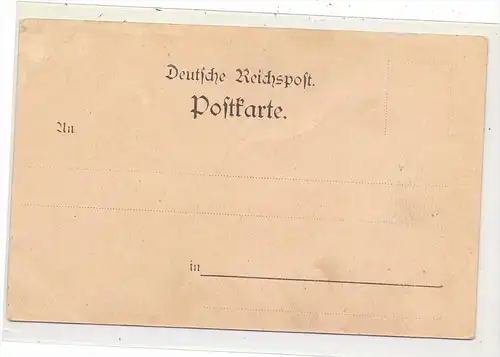 Deutsche Reichspost.
Postkarte.
An
in